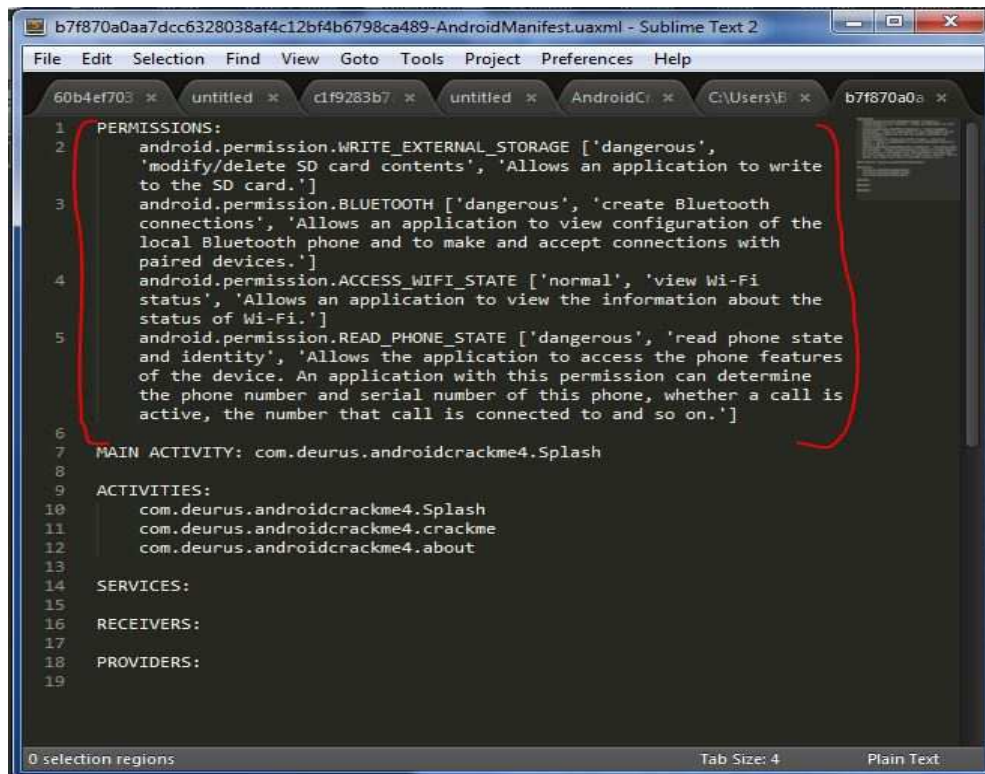 b7f870a0aa7dcc6328038af4c12bf4b6798ca489-AndroidManifest.uaxml - Sublime Text 2
File Edit Selection Find View Goto Tools Project Preferences Help
60b4ef703 × untitled × c1f9283b7 × untitled × AndroidCr × C:\Users\B × b7f870a0a ×
1 PERMISSIONS:
2 android.permission.WRITE_EXTERNAL_STORAGE ['dangerous',
'modify/delete SD card contents', 'Allows an application to write
to the SD card.']
3 android.permission.BLUETOOTH ['dangerous', 'create Bluetooth
connections', 'Allows an application to view configuration of the
local Bluetooth phone and to make and accept connections with
paired devices.']
4 android.permission.ACCESS_WIFI_STATE ['normal', 'view Wi-Fi
status', 'Allows an application to view the information about the
status of Wi-Fi.']
5 android.permission.READ_PHONE_STATE ['dangerous', 'read phone state
and identity', 'Allows the application to access the phone features
of the device. An application with this permission can determine
the phone number and serial number of this phone, whether a call is
active, the number that call is connected to and so on.']
6
7 MAIN ACTIVITY: com.deurus.androidcrackme4.Splash
8
9 ACTIVITIES:
10 com.deurus.androidcrackme4.Splash
11 com.deurus.androidcrackme4.crackme
12 com.deurus.androidcrackme4.about
13
14 SERVICES:
15
16 RECEIVERS:
17
18 PROVIDERS:
19
0 selection regions Tab Size: 4 Plain Text